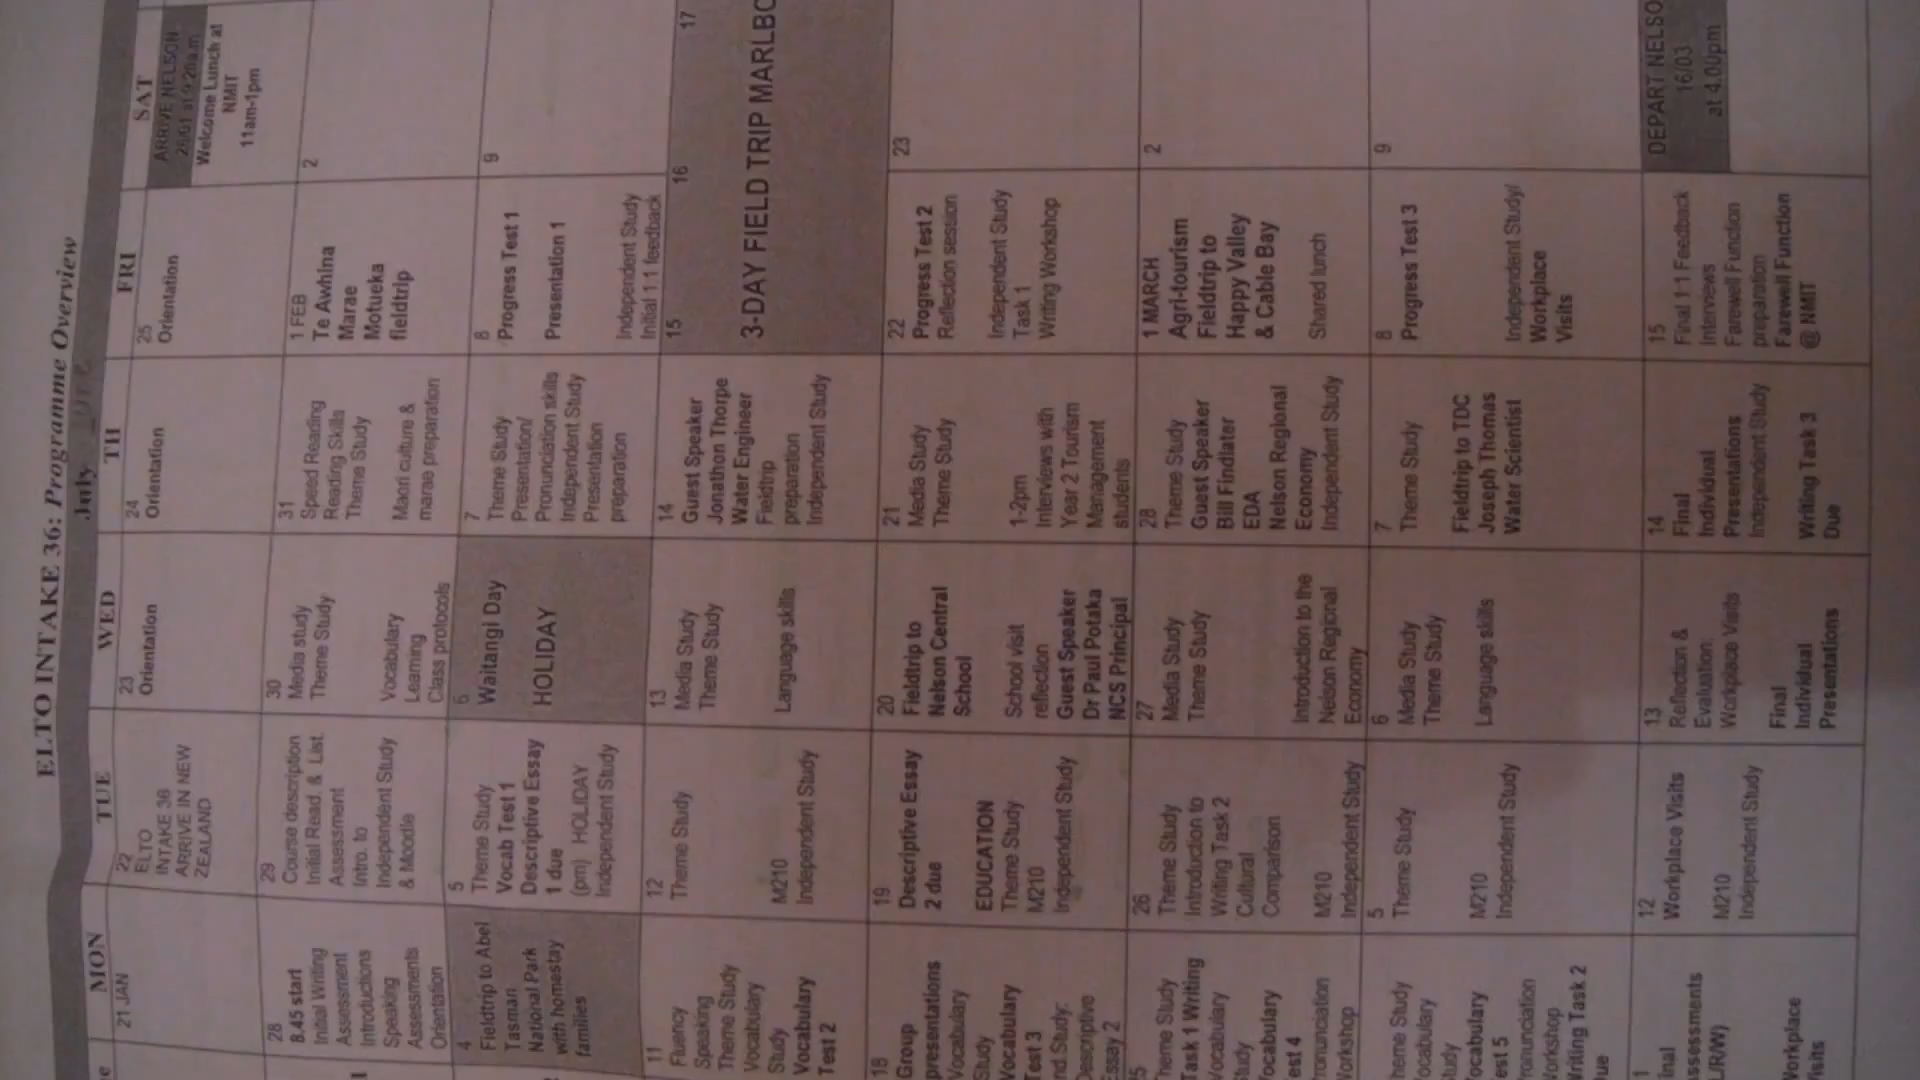 ELTO INTAKE 36: Programme Overview
MON TUE WED TH FRI SAT
21 JAN
22
ELTO
INTAKE 36
ARRIVE IN NEW
ZEALAND
23
Orientation
24
Orientation
25
Orientation
ARRIVE NELSON
26/01 at 9:20a.m
Welcome Lunch at
NMIT
11am-1pm
28
8.45 start
Initial Writing
Assessment
Introductions
Speaking
Assessments
Orientation
29
Course description
Initial Read. & List.
Assessment
Intro. to
Independent Study
& Moodle
30
Media study
Theme Study
Vocabulary
Learning
Class protocols
31
Speed Reading
Reading Skills
Theme Study
Maori culture &
marae preparation
1 FEB
Te Awhina
Marae
Motueka
fieldtrip
2
4
Fieldtrip to Abel
Tasman
National Park
with homestay
families
5
Theme Study
Vocab Test 1
Descriptive Essay
1 due
(pm) HOLIDAY
Independent Study
6
Waitangi Day
HOLIDAY
7
Theme Study
Presentation/
Pronunciation skills
Independent Study
Presentation
preparation
8
Progress Test 1
Presentation 1
Independent Study
Initial 1:1 feedback
9
11
Fluency
Speaking
Theme Study
Vocabulary
Study
Vocabulary
Test 2
12
Theme Study
M210
Independent Study
13
Media Study
Theme Study
Language skills
14
Guest Speaker
Jonathon Thorpe
Water Engineer
Fieldtrip
preparation
Independent Study
15 16 17
3-DAY FIELD TRIP
18
Group
presentations
Vocabulary
Study
Vocabulary
Test 3
Descriptive
19
Descriptive Essay
2 due
EDUCATION
Theme Study
M210
Independent Study
20
Fieldtrip to
Nelson Central
School
School visit
reflection
Guest Speaker
Dr Paul Potaka
NCS Principal
21
Media Study
Theme Study
1-2pm
Interviews with
Year 2 Tourism
Management
students
22
Progress Test 2
Reflection session
Independent Study
Task 1
Writing Workshop
23
Theme Study
Task 1 Writing
Vocabulary
26
Theme Study
Introduction to
Writing Task 2
Cultural
Comparison
M210
Independent Study
27
Media Study
Theme Study
Introduction to the
Nelson Regional
Economy
28
Theme Study
Guest Speaker
Bill Findlater
EDA
Nelson Regional
Economy
Independent Study
1 MARCH
Agri-tourism
Fieldtrip to
Happy Valley
& Cable Bay
Shared lunch
2
5
Theme Study
M210
Independent Study
6
Media Study
Theme Study
Language skills
7
Theme Study
Fieldtrip to TDC
Joseph Thomas
Water Scientist
8
Progress Test 3
Independent Study/
Workplace
Visits
9
12
Workplace Visits
M210
Independent Study
13
Reflection &
Evaluation:
Workplace Visits
Final
Individual
Presentations
14
Final
Individual
Presentations
Independent Study
Writing Task 3
Due
15
Final 1:1 Feedback
Interviews
Farewell Function
preparation
Farewell Function
@ NMIT
DEPART
16/03
at 4.00pm